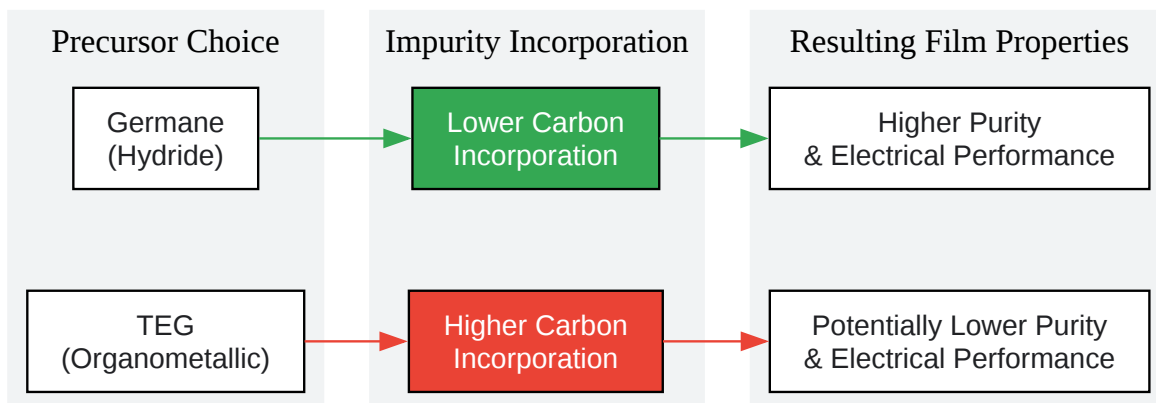 Precursor Choice
Impurity Incorporation
Resulting Film Properties
Germane
(Hydride)
Lower Carbon
Incorporation
Higher Purity
& Electrical Performance
TEG
(Organometallic)
Higher Carbon
Incorporation
Potentially Lower Purity
& Electrical Performance